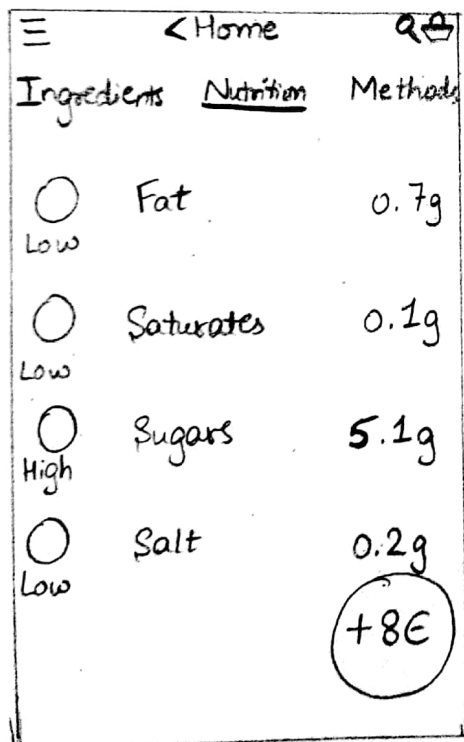 <Home
Ingredients Nutrition Methods
Fat 0.7g
Low
Saturates 0.1g
Low
Sugars 5.1g
High
Salt 0.2g
Low
+8€